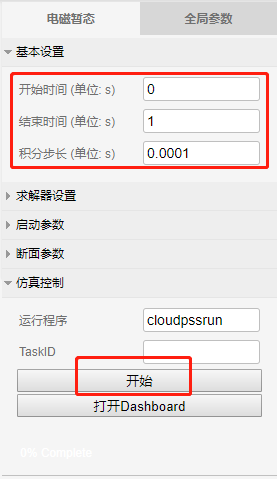 电磁暂态 全局参数
基本设置
开始时间 (单位: s) 0
结束时间 (单位: s) 1
积分步长 (单位: s) 0.0001
求解器设置
启动参数
断面参数
仿真控制
运行程序 cloudpssrun
TaskID
开始
打开Dashboard
0% Complete